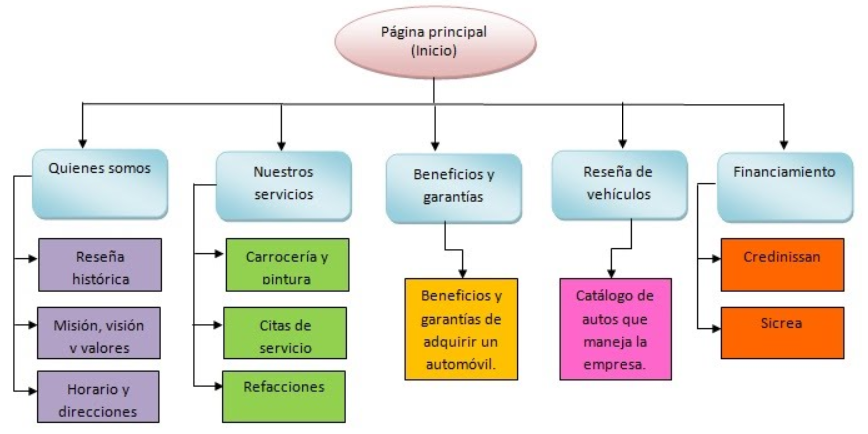 Página principal
(Inicio)
Quienes somos
Nuestros
servicios
Beneficios y
garantías
Reseña de
vehículos
Financiamiento
Reseña
histórica
Misión, visión
y valores
Horario y
direcciones
Carrocería y
pintura
Citas de
servicio
Refacciones
Beneficios y
garantías de
adquirir un
automóvil.
Catálogo de
autos que
maneja la
empresa.
Credinissan
Sicrea